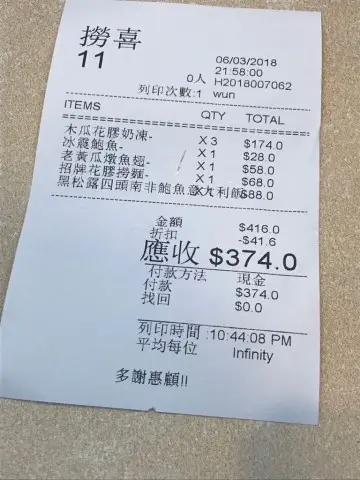 撈喜
11
06/03/2018
21:58:00
0人 H2018007062
列印次數:1 wun
ITEMS QTY TOTAL
木瓜花膠奶凍- X 3 $174.0
冰震鮑魚- X 1 $28.0
老黃瓜燉魚翅- X 1 $58.0
招牌花膠撈麵- X 1 $68.0
黑松露四頭南非鮑魚意大利飯 X 1 $88.0
金額 $416.0
折扣 -$41.6
應收 $374.0
付款方法 現金
付款 $374.0
找回 $0.0
列印時間 :10:44:08 PM
平均每位 Infinity
多謝惠顧!!